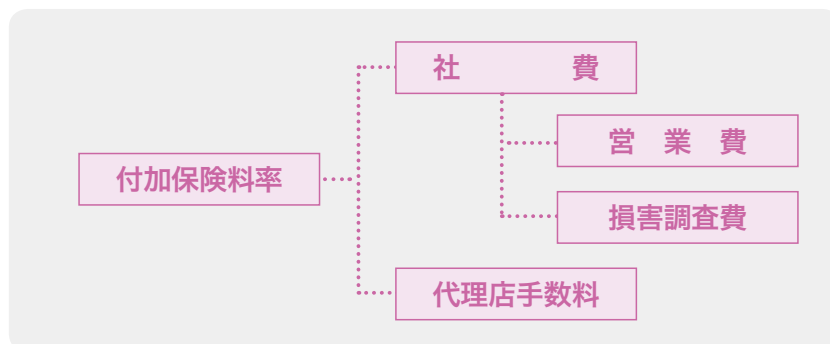 社費
営業費
付加保険料率
損害調査費
代理店手数料